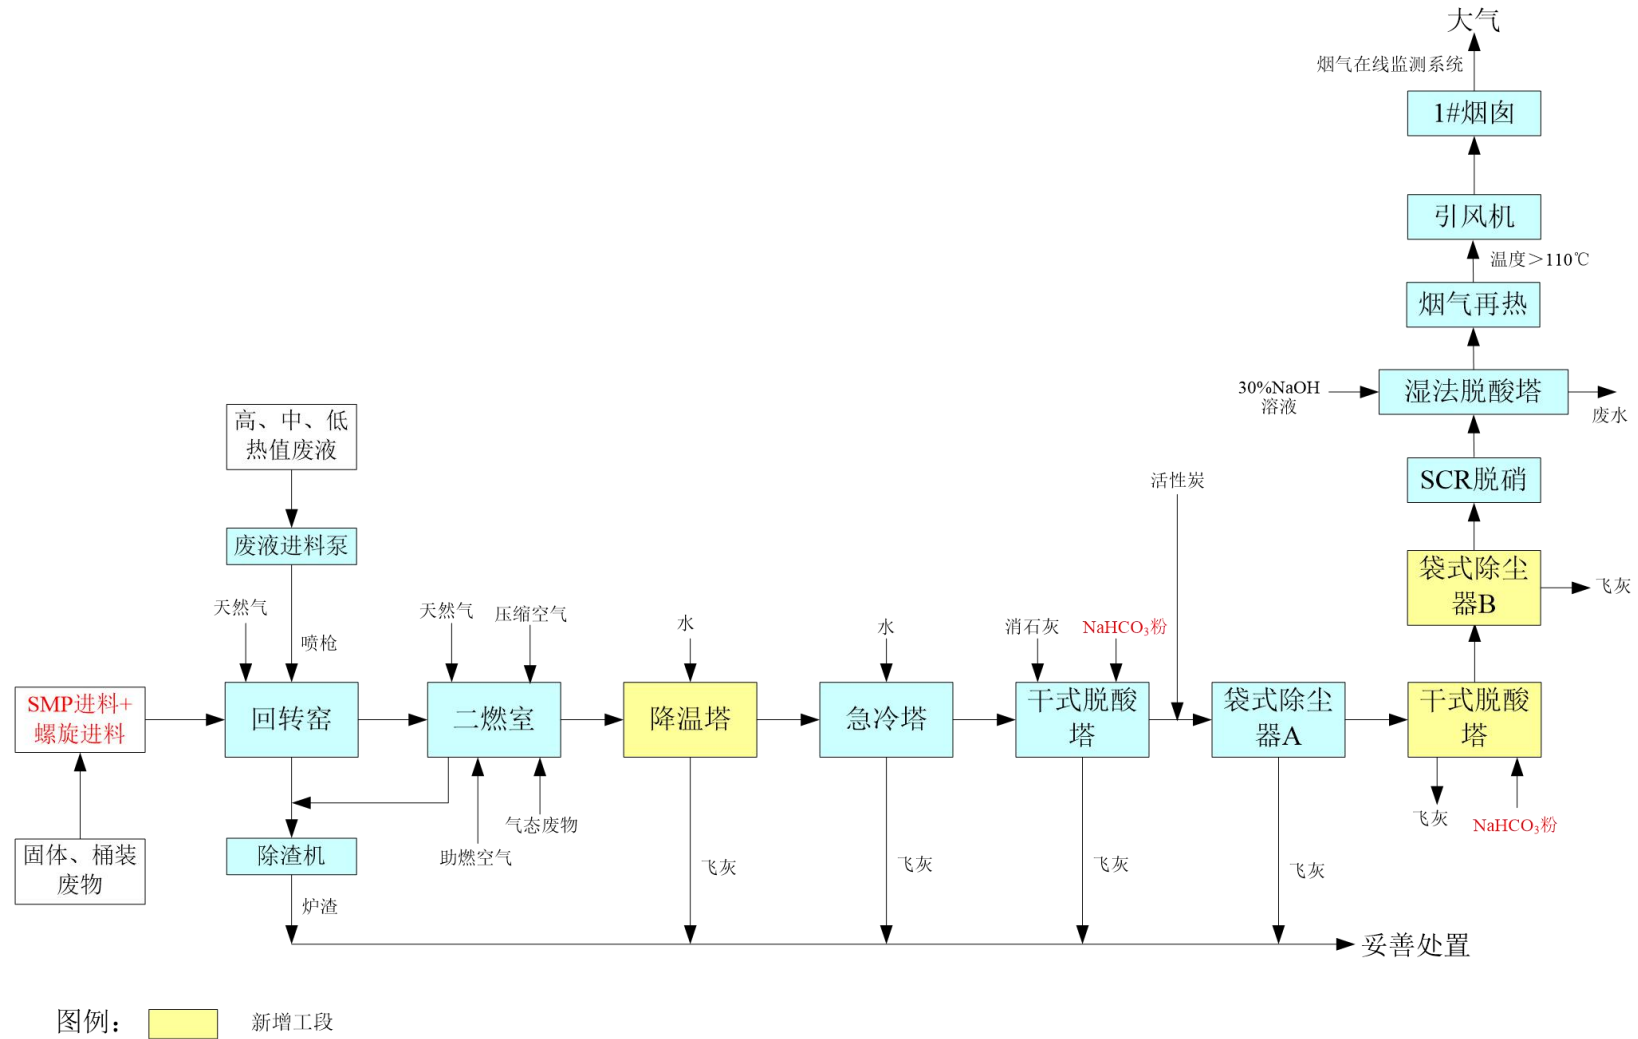 大气
烟气在线监测系统
1#烟囱
引风机
温度＞110℃
烟气再热
30%NaOH
溶液
湿法脱酸塔
废水
高、中、低
热值废液
SCR脱硝
活性炭
废液进料泵
袋式除尘
器B
飞灰
天然气
喷枪
天然气
压缩空气
水
水
消石灰
NaHCO₃粉
SMP进料+
螺旋进料
回转窑
二燃室
降温塔
急冷塔
干式脱酸
塔
袋式除尘
器A
干式脱酸
塔
气态废物
飞灰
NaHCO₃粉
固体、桶装
废物
除渣机
助燃空气
飞灰
飞灰
飞灰
飞灰
炉渣
妥善处置
图例：
新增工段